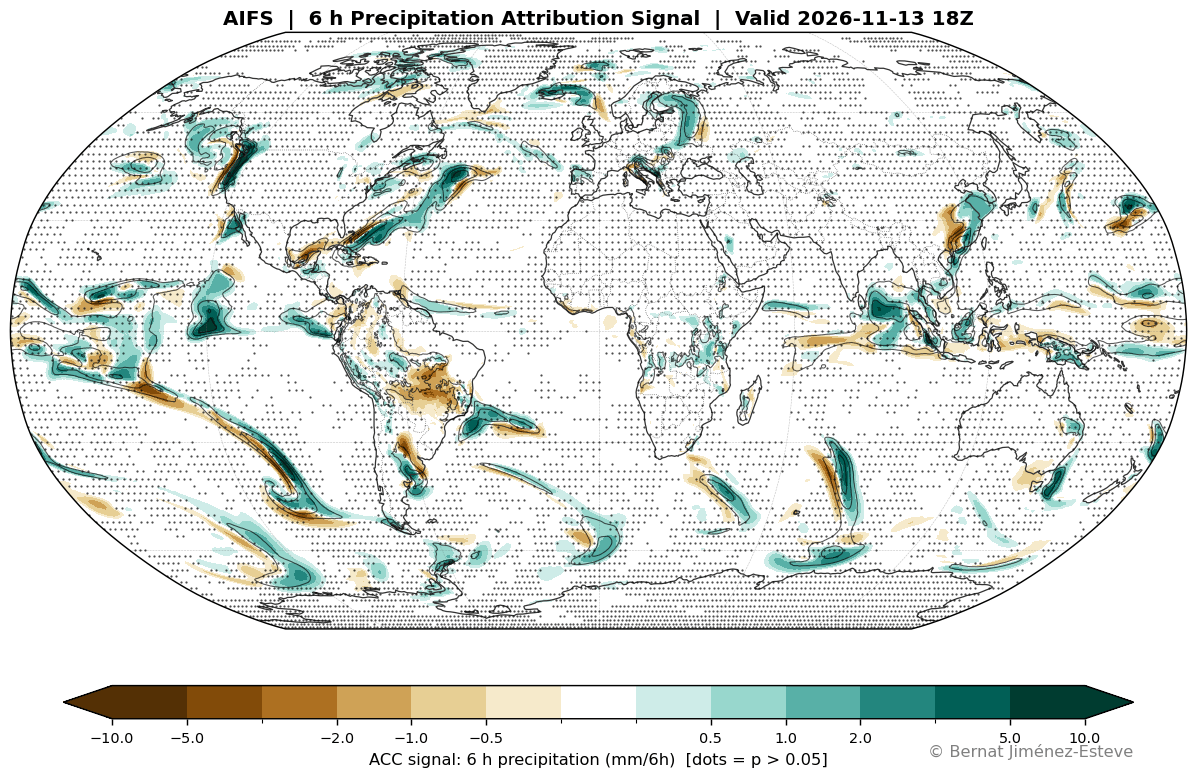 AIFS | 6 h Precipitation Attribution Signal | Valid 2026-11-13 18Z
−10.0 −5.0 −2.0 −1.0 −0.5 0.5 1.0 2.0 5.0 10.0
ACC signal: 6 h precipitation (mm/6h) [dots = p > 0.05]
© Bernat Jiménez-Esteve